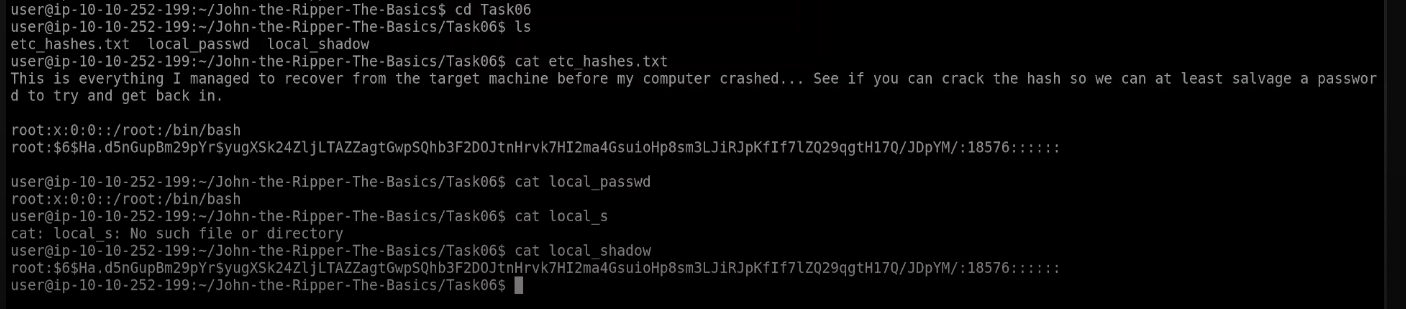 user@ip-10-10-252-199:~/John-the-Ripper-The-Basics$ cd Task06
user@ip-10-10-252-199:~/John-the-Ripper-The-Basics/Task06$ ls
etc_hashes.txt  local_passwd  local_shadow
user@ip-10-10-252-199:~/John-the-Ripper-The-Basics/Task06$ cat etc_hashes.txt
This is everything I managed to recover from the target machine before my computer crashed... See if you can crack the hash so we can at least salvage a passwor
d to try and get back in.
root:x:0:0::/root:/bin/bash
root:$6$Ha.d5nGupBm29pYr$yugXSk24ZljLTAZZagtGwpSQhb3F2DOJtnHrvk7HI2ma4GsuioHp8sm3LJiRJpKfIf7lZQ29qgtH17Q/JDpYM/:18576::::::
user@ip-10-10-252-199:~/John-the-Ripper-The-Basics/Task06$ cat local_passwd
root:x:0:0::/root:/bin/bash
user@ip-10-10-252-199:~/John-the-Ripper-The-Basics/Task06$ cat local_s
cat: local_s: No such file or directory
user@ip-10-10-252-199:~/John-the-Ripper-The-Basics/Task06$ cat local_shadow
root:$6$Ha.d5nGupBm29pYr$yugXSk24ZljLTAZZagtGwpSQhb3F2DOJtnHrvk7HI2ma4GsuioHp8sm3LJiRJpKfIf7lZQ29qgtH17Q/JDpYM/:18576::::::
user@ip-10-10-252-199:~/John-the-Ripper-The-Basics/Task06$